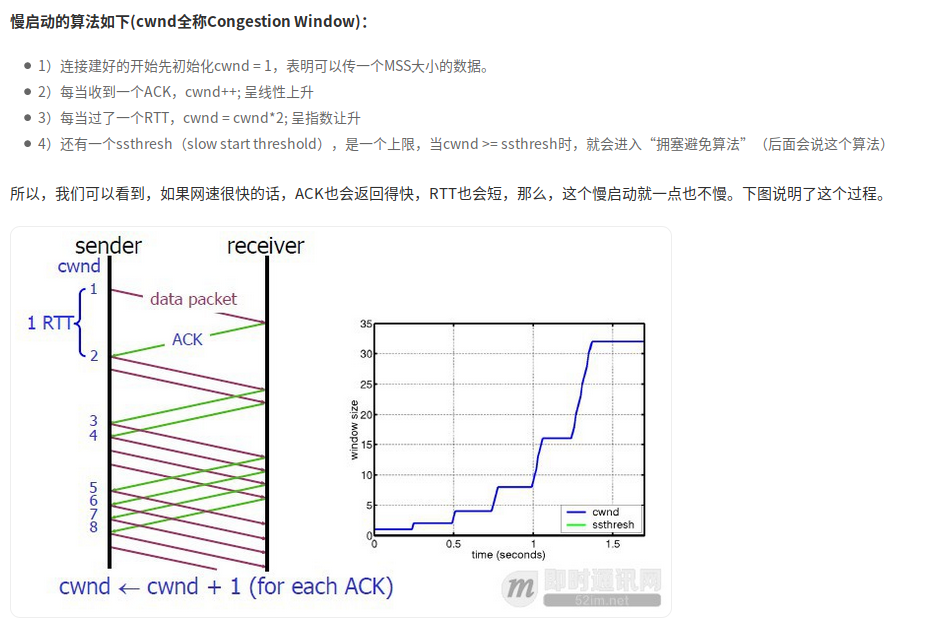 慢启动的算法如下(cwnd全称Congestion Window)：
● 1）连接建好的开始先初始化cwnd = 1，表明可以传一个MSS大小的数据。
● 2）每当收到一个ACK，cwnd++; 呈线性上升
● 3）每当过了一个RTT，cwnd = cwnd*2; 呈指数让升
● 4）还有一个ssthresh（slow start threshold），是一个上限，当cwnd >= ssthresh时，就会进入“拥塞避免算法”（后面会说这个算法）
所以，我们可以看到，如果网速很快的话，ACK也会返回得快，RTT也会短，那么，这个慢启动就一点也不慢。下图说明了这个过程。
sender
receiver
cwnd
1
data packet
1 RTT
ACK
2
3
4
5
6
7
8
cwnd ← cwnd + 1 (for each ACK)
35
30
25
20
15
10
5
0
window size
0
0.5
1
1.5
time (seconds)
cwnd
ssthresh
m 即时通讯网
52im.net